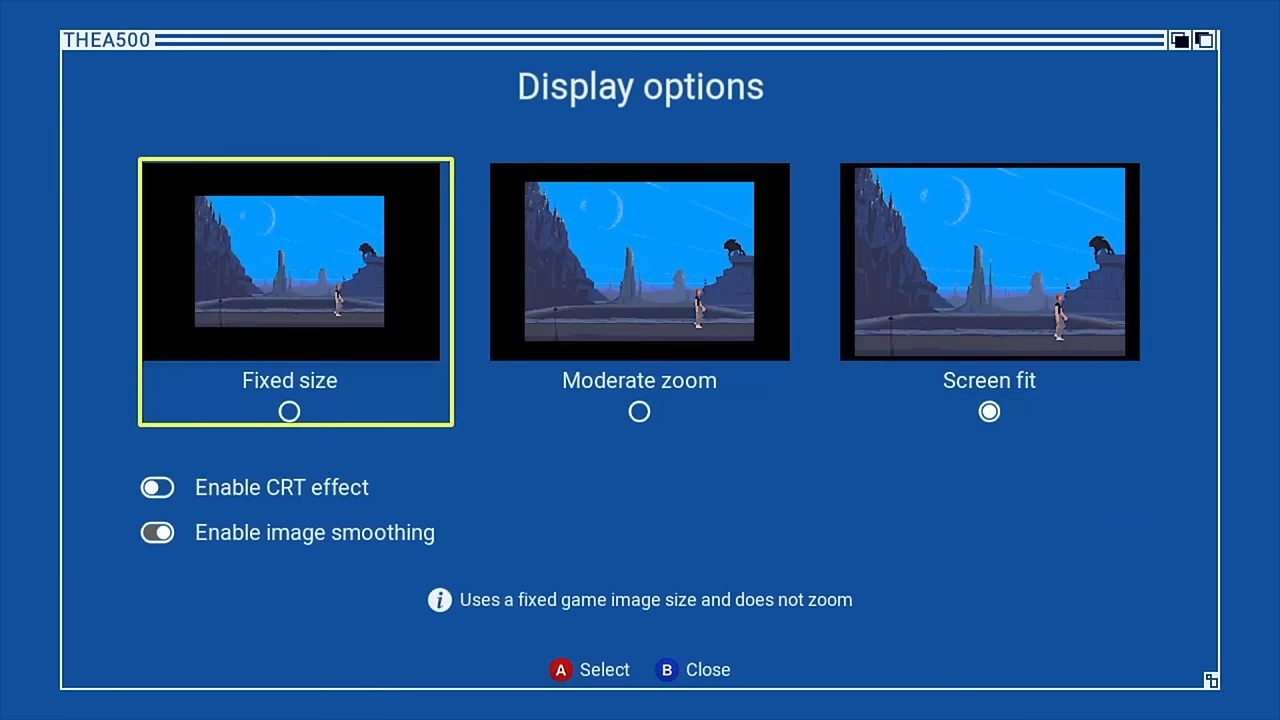 THEA500
Display options
Fixed size
Moderate zoom
Screen fit
Enable CRT effect
Enable image smoothing
i Uses a fixed game image size and does not zoom
A Select B Close